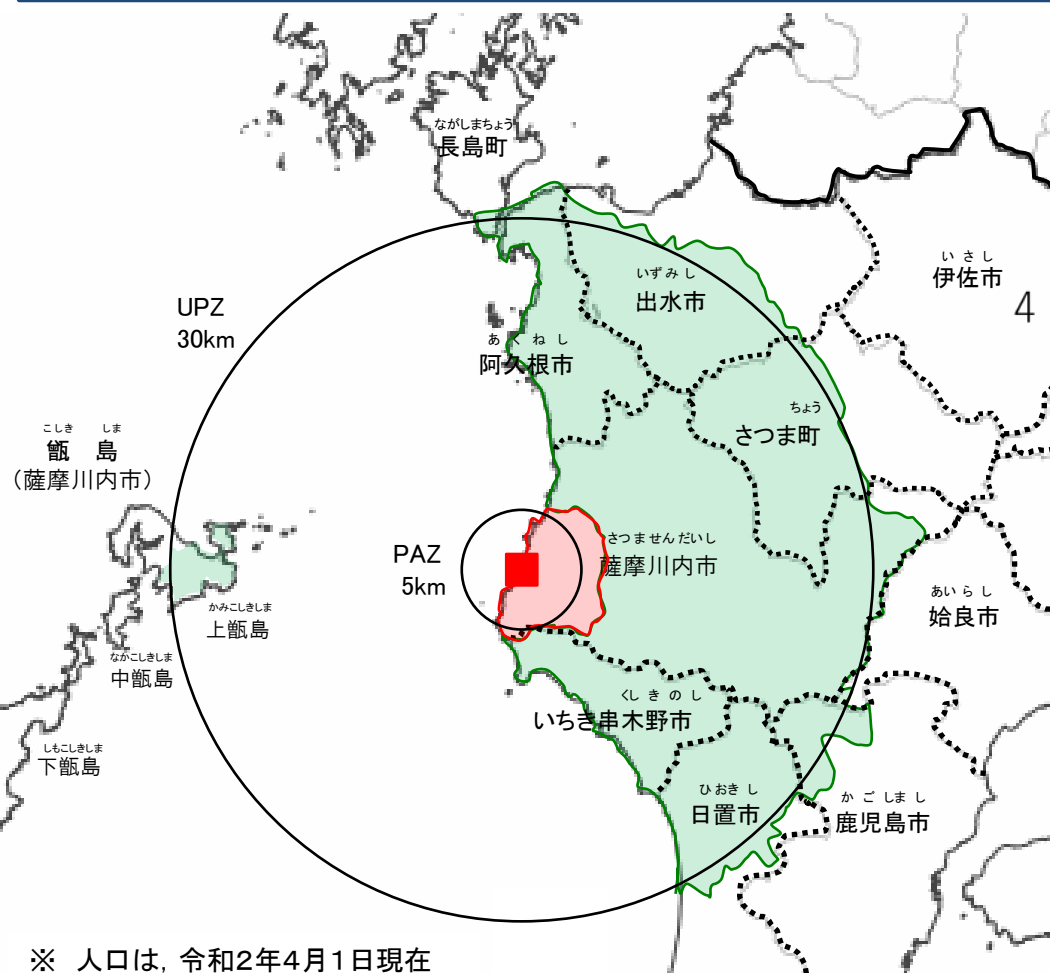 ながしまちょう
長島町
いさし
伊佐市
4
いずみし
出水市
UPZ
30km
あくねし
阿久根市
ちょう
さつま町
こしき しま
甑 島
(薩摩川内市)
PAZ
5km
さつませんだいし
薩摩川内市
あいらし
姶良市
かみこしきしま
上甑島
なかこしきしま
中甑島
くしきのし
いちき串木野市
しもこしきしま
下甑島
ひおきし
日置市
かごしまし
鹿児島市
※ 人口は, 令和2年4月1日現在